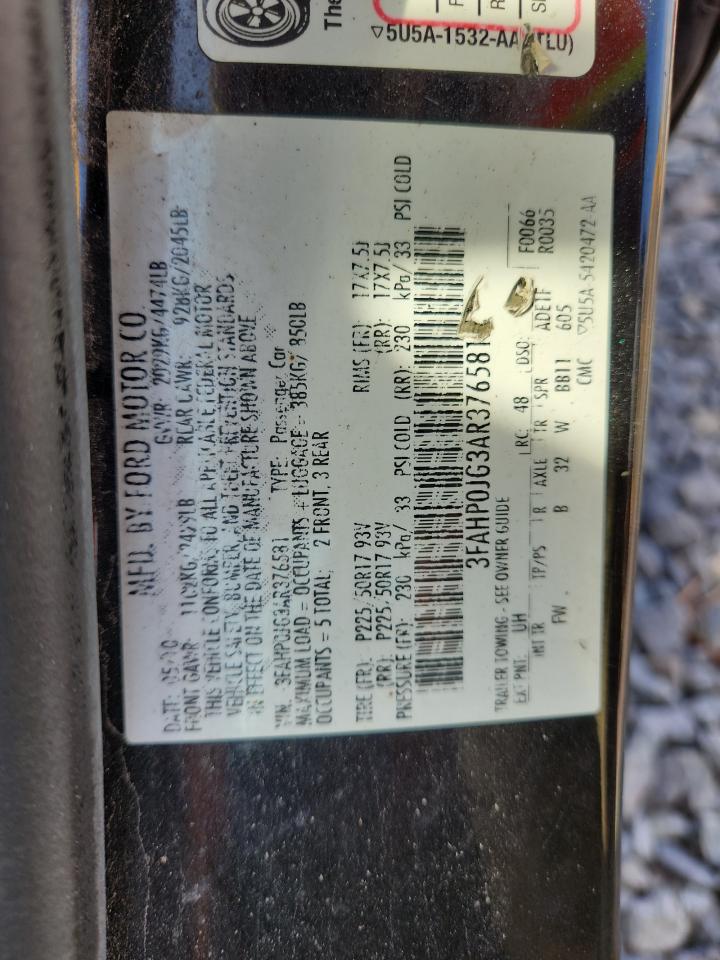 The
5U5A-1532-AA (TLU)
MFD. BY FORD MOTOR CO.
DATE: 05/10 GVWR: 2029KG/4474LB
FRONT GAWR: 2429LB REAR GAWR: 928KG/2045LB
THIS VEHICLE CONFORMS TO ALL APPLICABLE FEDERAL MOTOR
VEHICLE SAFETY, BUMPER, AND THEFT PREVENTION STANDARDS
IN EFFECT ON THE DATE OF MANUFACTURE SHOWN ABOVE
VIN: 3FAHP0JG3AR376581 TYPE: Passenger Car
MAXIMUM LOAD = OCCUPANTS + LUGGAGE = 385KG/ 850LB
OCCUPANTS = 5 TOTAL: 2 FRONT, 3 REAR
TIRE (FR): P225/50R17 93V RIMS (FR): 17X7.5J
(RR): P225/50R17 93V (RR): 17X7.5J
PRESSURE (FR): 230 kPa/ 33 PSI COLD (RR): 230 kPa/ 33 PSI COLD
3FAHP0JG3AR376581
TRAILER TOWING - SEE OWNER GUIDE
EXT PNT: UH RC: 48 DSO: F0066
INT TR TP/PS R AXLE TR SPR ADETF R0035
FW B 32 W BB11 605
CMC ▽5U5A-5420472-AA